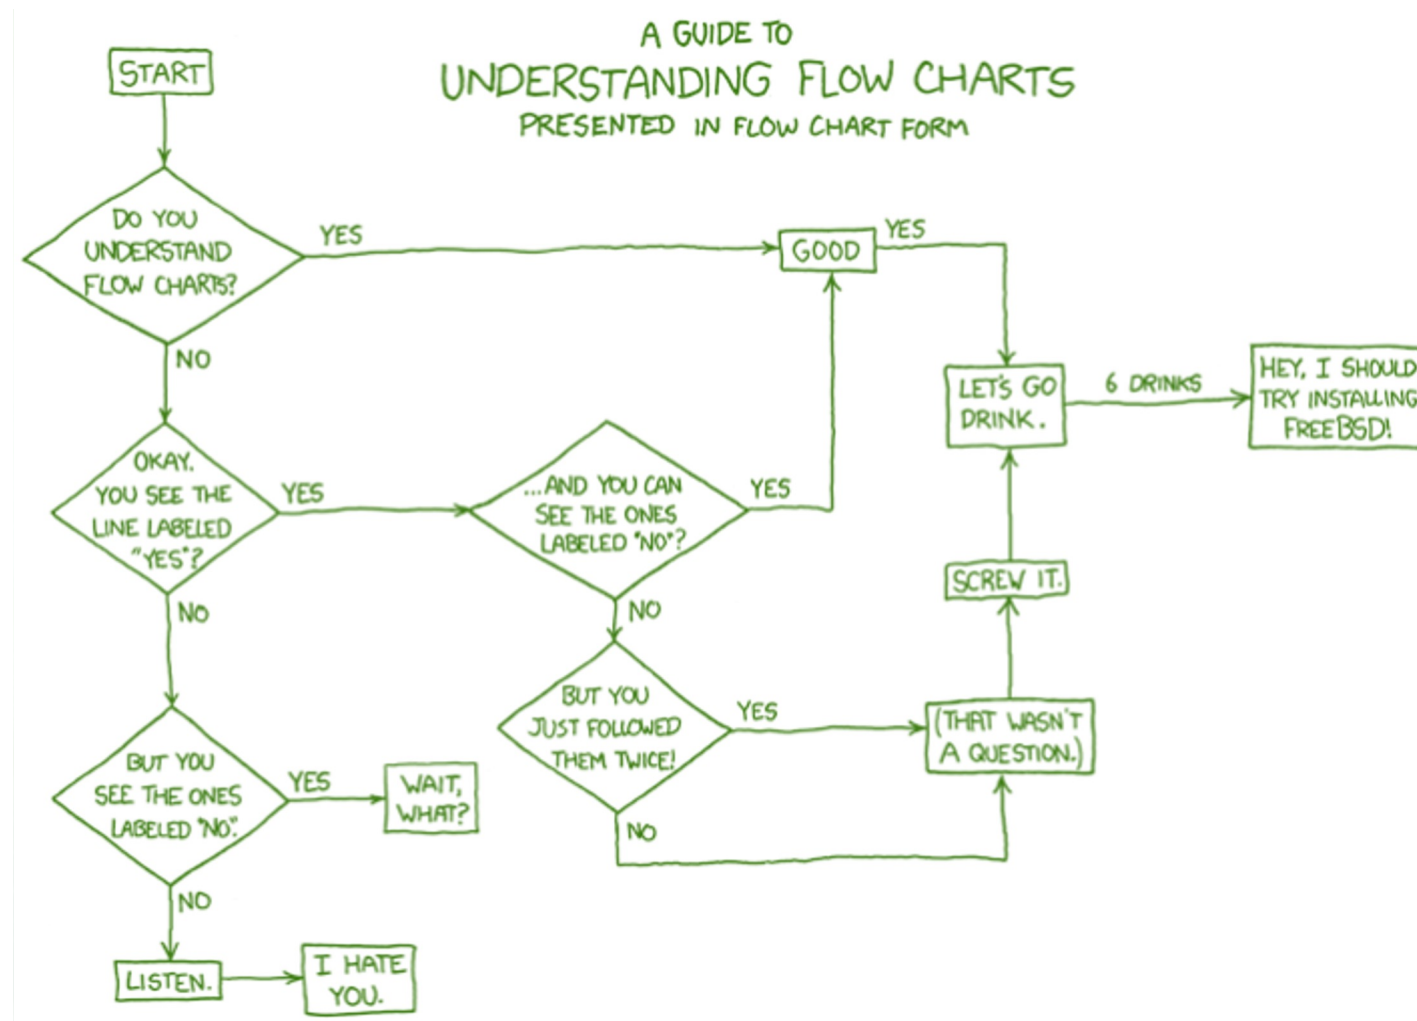 A GUIDE TO
UNDERSTANDING FLOW CHARTS
PRESENTED IN FLOW CHART FORM
START
DO YOU
UNDERSTAND
FLOW CHARTS?
YES
GOOD
YES
NO
LET'S GO
DRINK.
6 DRINKS
HEY, I SHOULD
TRY INSTALLING
FREEBSD!
OKAY.
YOU SEE THE
LINE LABELED
"YES"?
YES
...AND YOU CAN
SEE THE ONES
LABELED "NO"?
YES
NO
NO
SCREW IT.
BUT YOU
JUST FOLLOWED
THEM TWICE!
YES
(THAT WASN'T
A QUESTION.)
NO
BUT YOU
SEE THE ONES
LABELED "NO".
YES
WAIT,
WHAT?
NO
LISTEN.
I HATE
YOU.